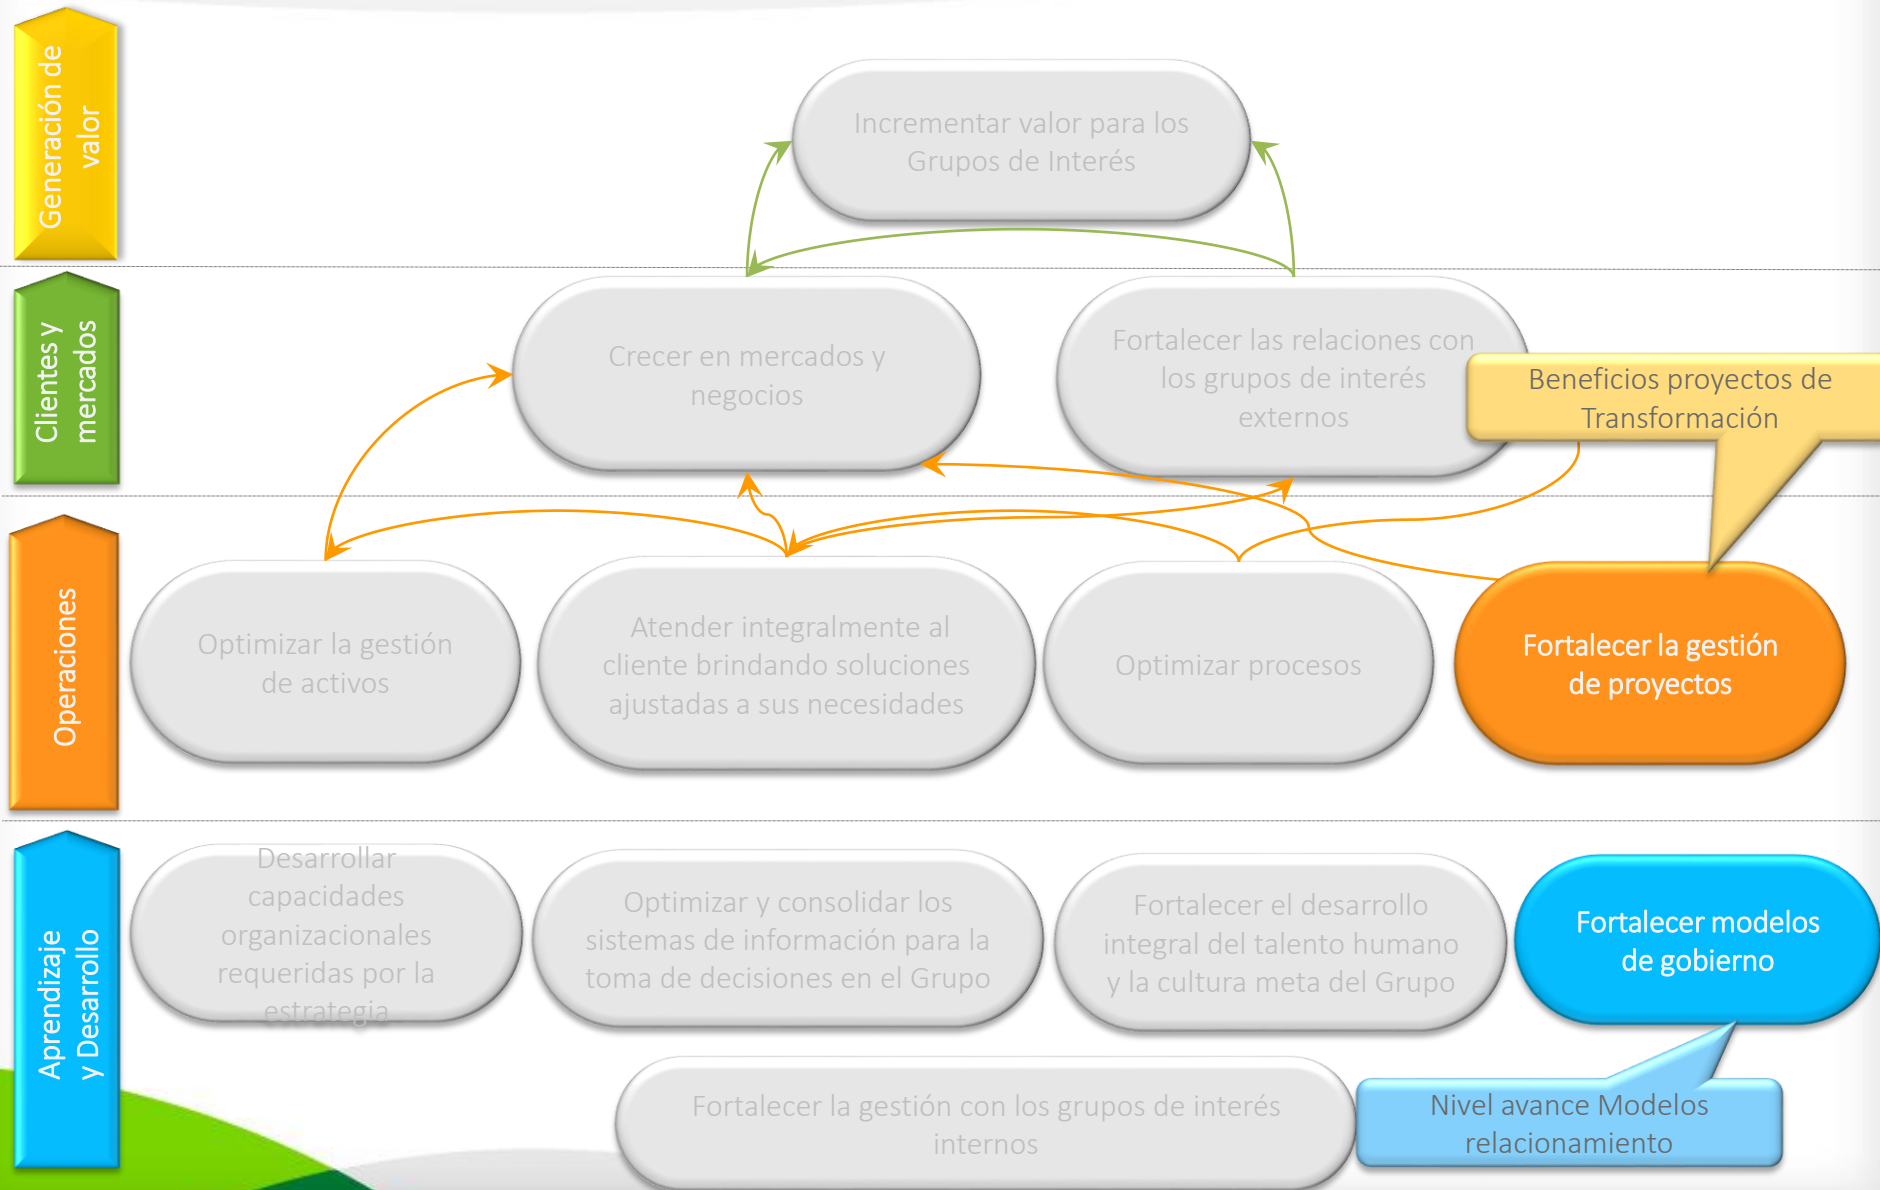 Generación de
valor
Incrementar valor para los
Grupos de Interés
Clientes y
mercados
Crecer en mercados y
negocios
Fortalecer las relaciones con
los grupos de interés
externos
Beneficios proyectos de
Transformación
Operaciones
Optimizar la gestión
de activos
Atender integralmente al
cliente brindando soluciones
ajustadas a sus necesidades
Optimizar procesos
Fortalecer la gestión
de proyectos
Aprendizaje
y Desarrollo
Desarrollar
capacidades
organizacionales
requeridas por la
estrategia
Optimizar y consolidar los
sistemas de información para la
toma de decisiones en el Grupo
Fortalecer el desarrollo
integral del talento humano
y la cultura meta del Grupo
Fortalecer modelos
de gobierno
Fortalecer la gestión con los grupos de interés
internos
Nivel avance Modelos
relacionamiento